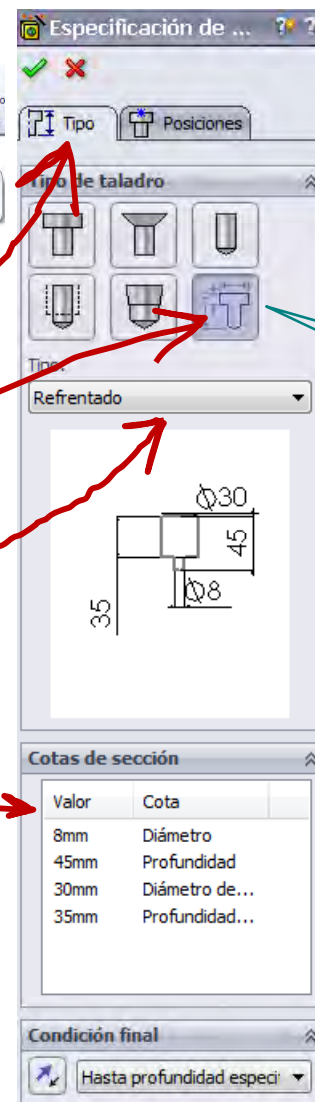 Especificación de ... ? ?
Tipo Posiciones
Tipo de taladro
Tipo:
Refrentado
Ø30
45
Ø8
35
Cotas de sección
Valor Cota
8mm Diámetro
45mm Profundidad
30mm Diámetro de...
35mm Profundidad...
Condición final
Hasta profundidad especi